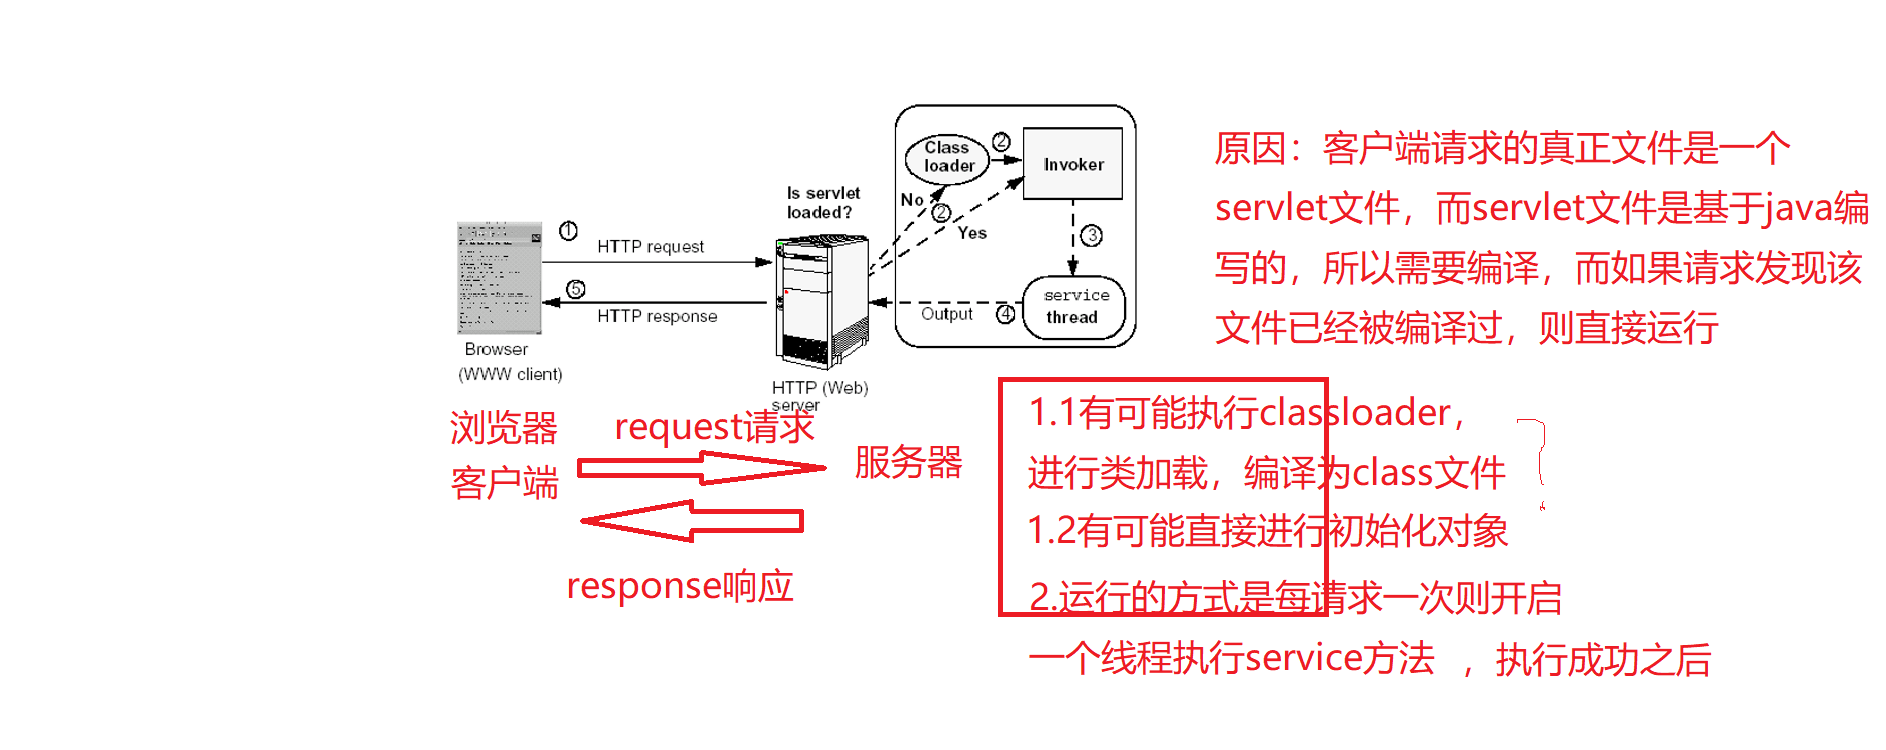 Class
loader
②
Invoker
Is servlet
loaded?
No
②
Yes
①
HTTP request
③
⑤
HTTP response
service
thread
Output
④
Browser
(WWW client)
HTTP (Web)
server
原因：客户端请求的真正文件是一个
servlet文件，而servlet文件是基于java编
写的，所以需要编译，而如果请求发现该
文件已经被编译过，则直接运行
浏览器
客户端
request请求
服务器
response响应
1.1有可能执行classloader，
进行类加载，编译为class文件
1.2有可能直接进行初始化对象
2.运行的方式是每请求一次则开启
一个线程执行service方法 ，执行成功之后